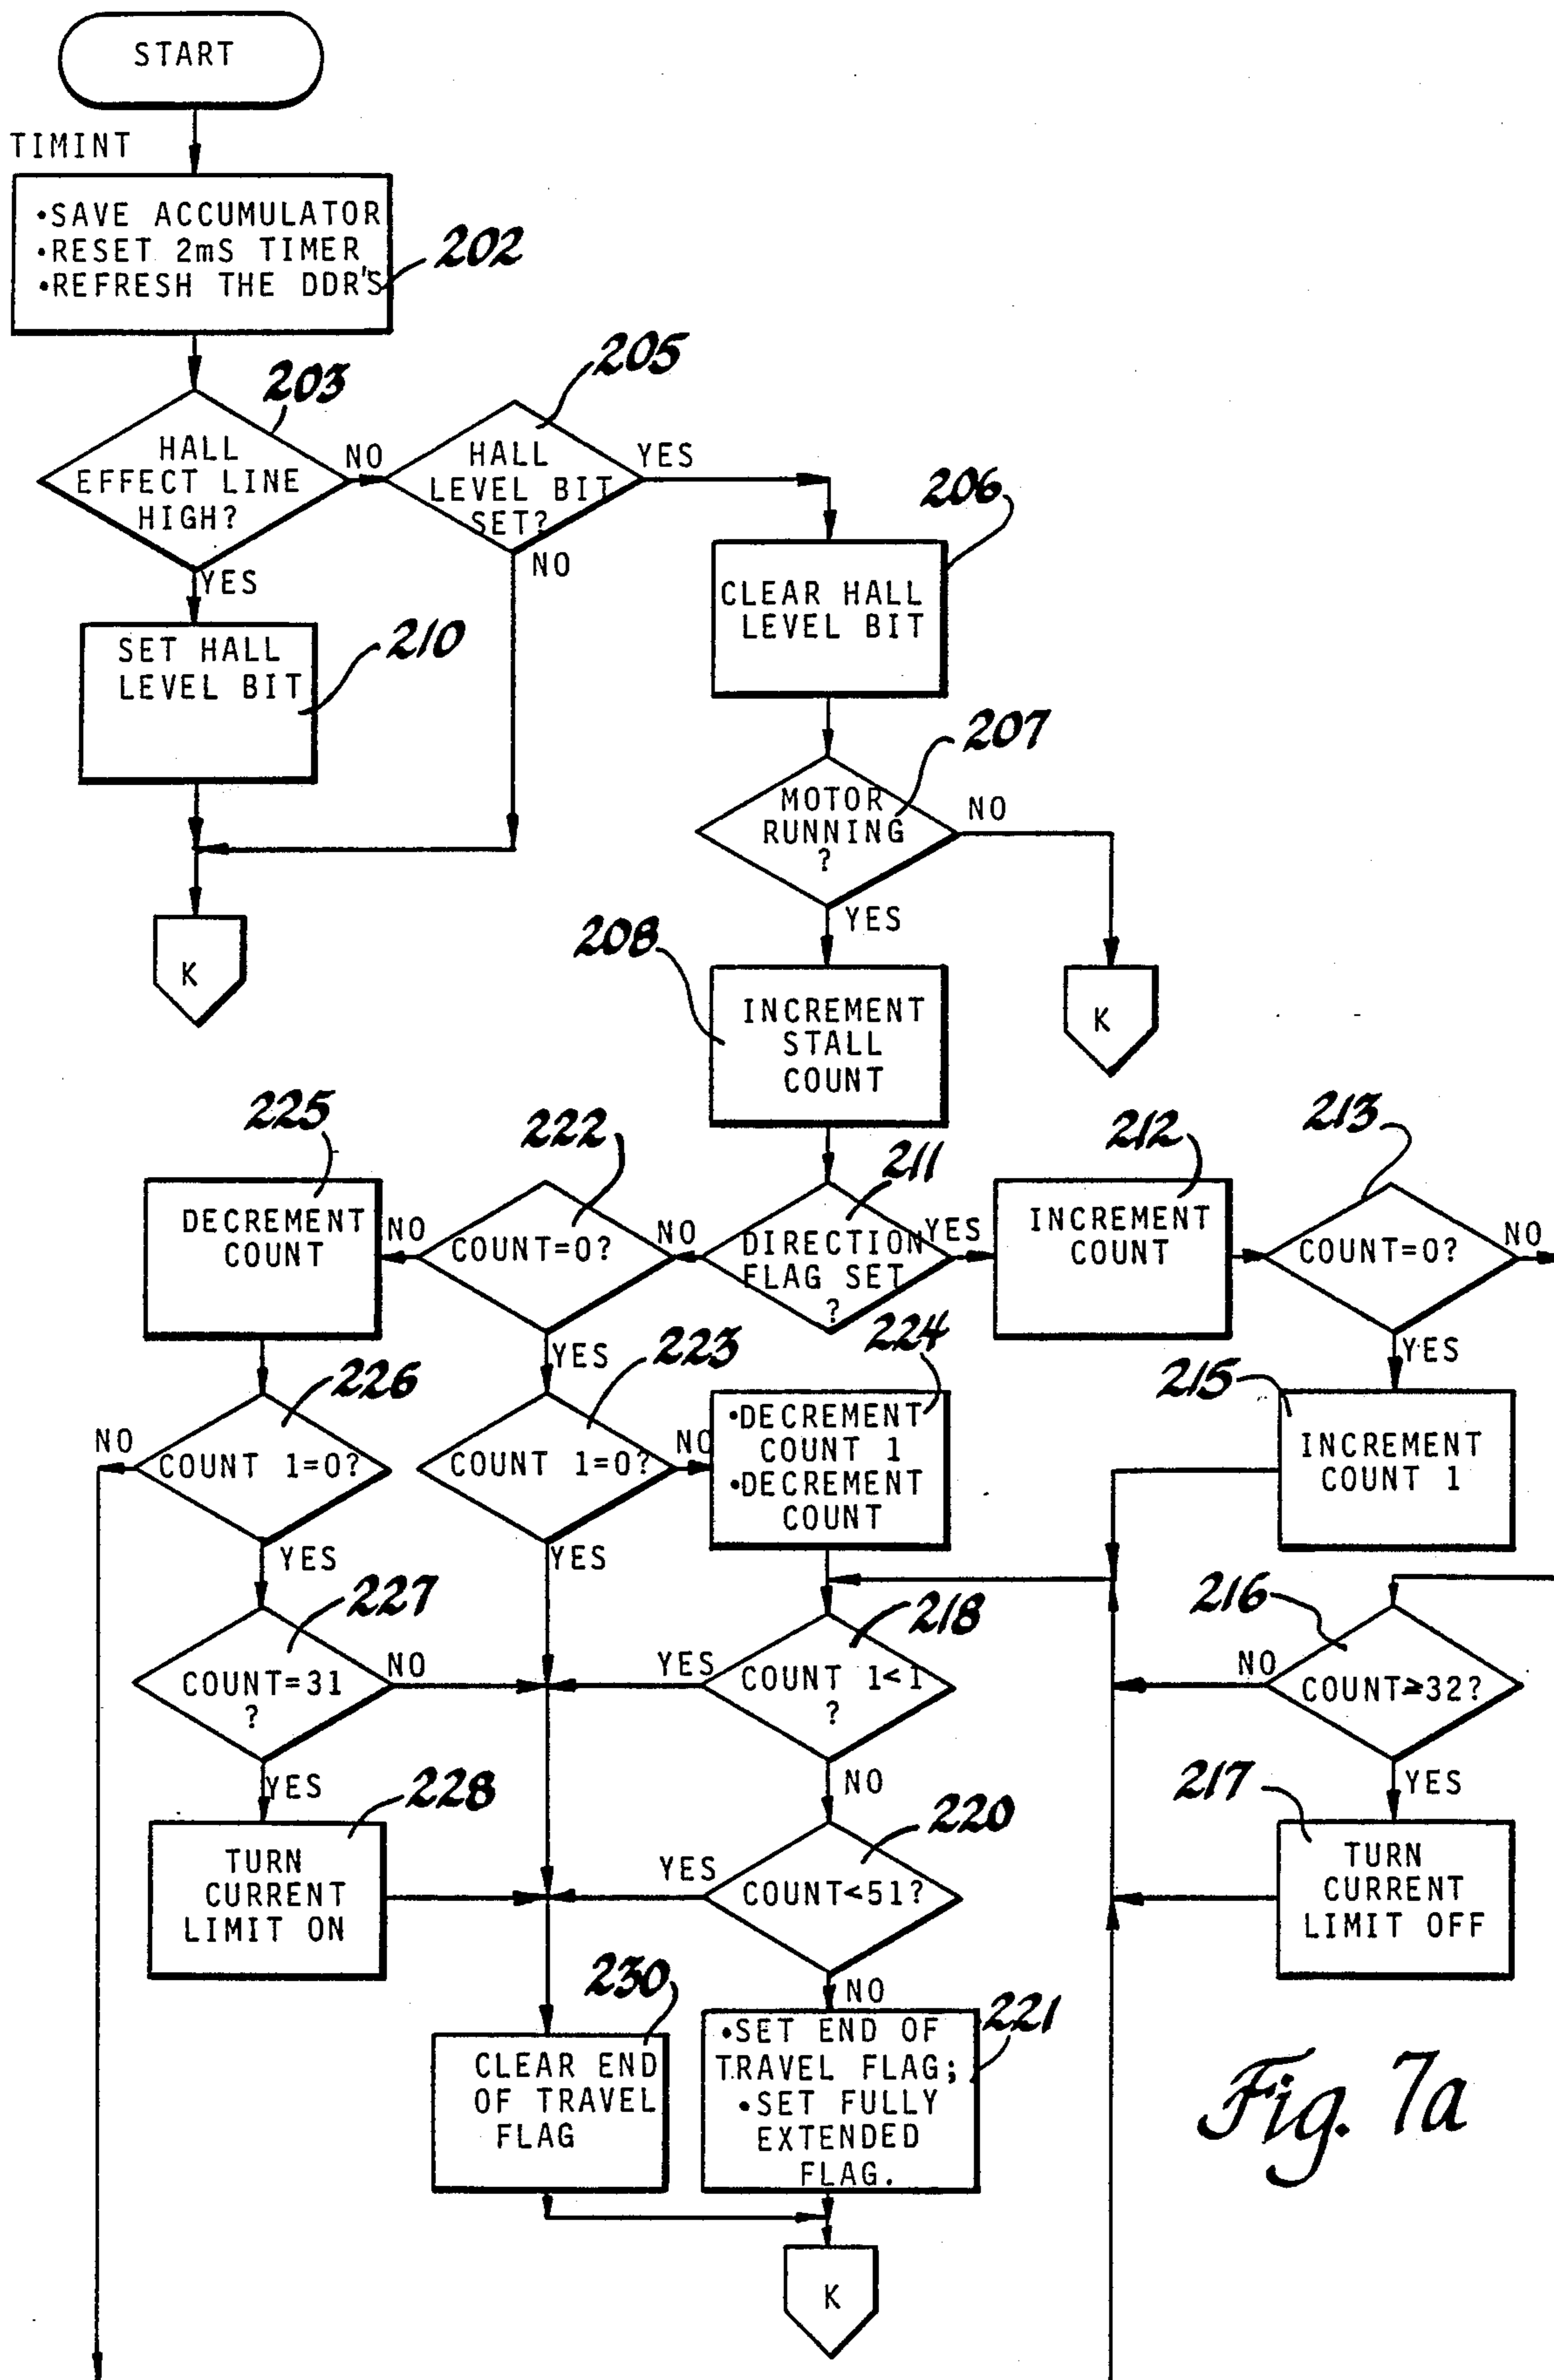 START
TIMINT
•SAVE ACCUMULATOR
•RESET 2mS TIMER
•REFRESH THE DDR'S
202
203
HALL
EFFECT LINE
HIGH?
NO
YES
205
HALL
LEVEL BIT
SET?
YES
NO
206
CLEAR HALL
LEVEL BIT
SET HALL
LEVEL BIT
210
K
207
MOTOR
RUNNING
?
NO
YES
K
208
INCREMENT
STALL
COUNT
225
DECREMENT
COUNT
NO
222
COUNT=0?
YES
NO
211
DIRECTION
FLAG SET
?
YES
212
INCREMENT
COUNT
213
COUNT=0?
NO
YES
226
COUNT 1=0?
NO
YES
223
COUNT 1=0?
NO
YES
224
•DECREMENT
COUNT 1
•DECREMENT
COUNT
215
INCREMENT
COUNT 1
227
COUNT=31
?
NO
YES
218
COUNT 1<1
?
YES
NO
216
COUNT≥32?
NO
YES
228
TURN
CURRENT
LIMIT ON
220
COUNT<51?
YES
NO
217
TURN
CURRENT
LIMIT OFF
230
CLEAR END
OF TRAVEL
FLAG
221
•SET END OF
TRAVEL FLAG;
•SET FULLY
EXTENDED
FLAG.
K
Fig. 7a